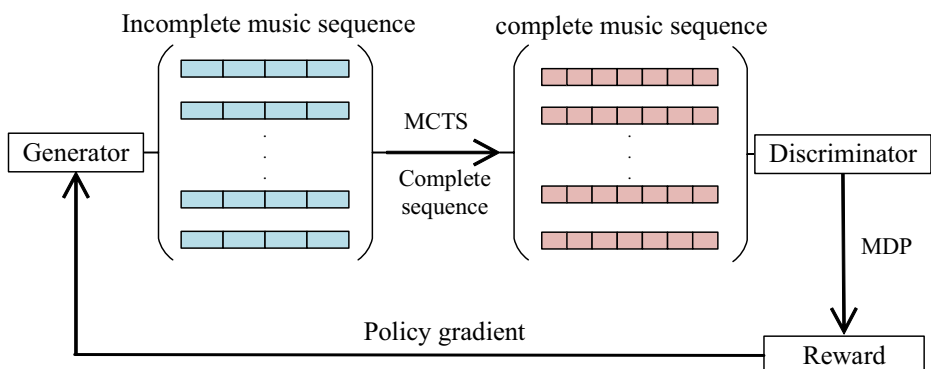 Incomplete music sequence
complete music sequence
MCTS
Generator
Discriminator
Complete
sequence
MDP
Policy gradient
Reward